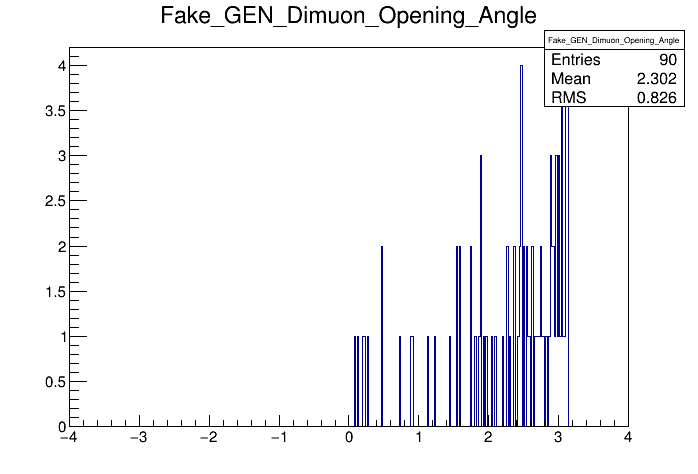 Fake_GEN_Dimuon_Opening_Angle
Fake_GEN_Dimuon_Opening_Angle
Entries 90
Mean 2.302
RMS 0.826
4
3.5
3
2.5
2
1.5
1
0.5
0
−4 −3 −2 −1 0 1 2 3 4